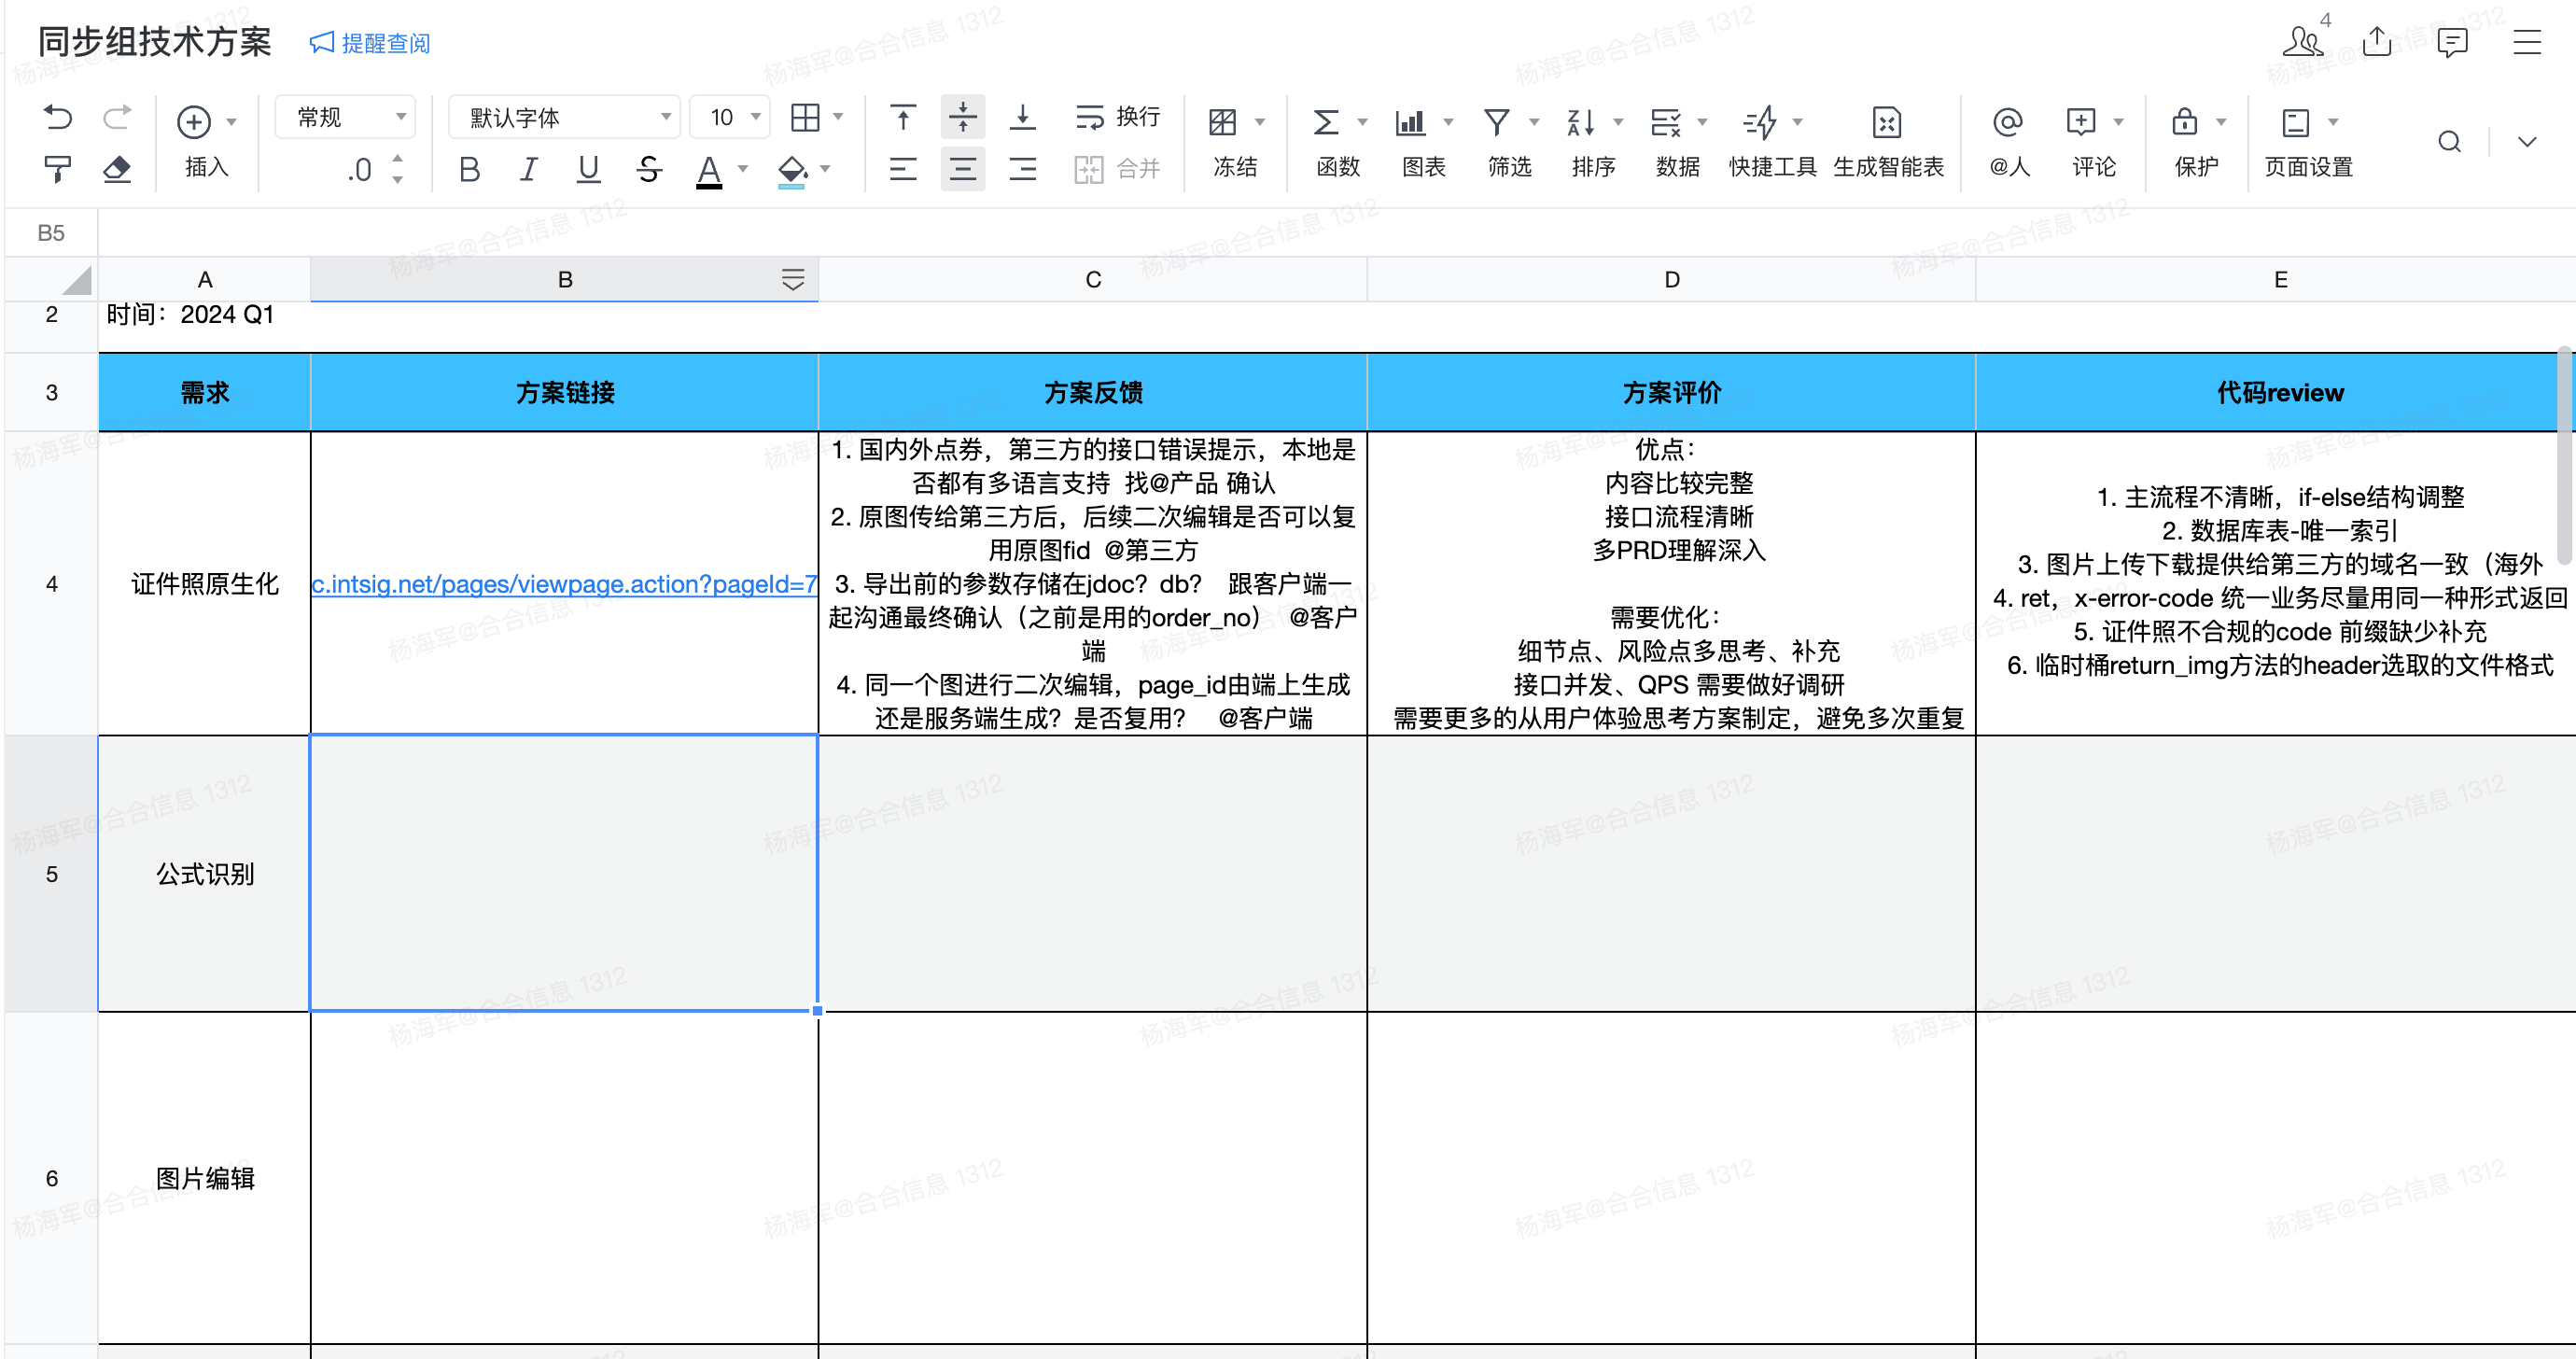 同步组技术方案 提醒查阅
4
常规 默认字体 10 换行
插入 .0 B I U S A 合并 冻结 函数 图表 筛选 排序 数据 快捷工具 生成智能表 @人 评论 保护 页面设置
B5
A B C D E
2 时间：2024 Q1
3 需求 方案链接 方案反馈 方案评价 代码review
4 证件照原生化
c.intsig.net/pages/viewpage.action?pageId=7
1. 国内外点券，第三方的接口错误提示，本地是
否都有多语言支持 找@产品 确认
2. 原图传给第三方后，后续二次编辑是否可以复
用原图fid @第三方
3. 导出前的参数存储在jdoc？db？ 跟客户端一
起沟通最终确认（之前是用的order_no） @客户
端
4. 同一个图进行二次编辑，page_id由端上生成
还是服务端生成？是否复用？ @客户端
优点：
内容比较完整
接口流程清晰
多PRD理解深入
需要优化：
细节点、风险点多思考、补充
接口并发、QPS 需要做好调研
需要更多的从用户体验思考方案制定，避免多次重复
1. 主流程不清晰，if-else结构调整
2. 数据库表-唯一索引
3. 图片上传下载提供给第三方的域名一致（海外
4. ret，x-error-code 统一业务尽量用同一种形式返回
5. 证件照不合规的code 前缀缺少补充
6. 临时桶return_img方法的header选取的文件格式
5 公式识别
6 图片编辑
杨海军@合合信息 1312